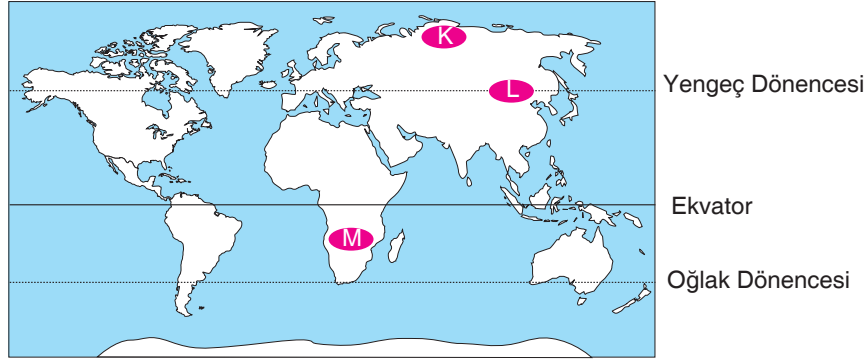 K
L
Yengeç Dönencesi
Ekvator
M
Oğlak Dönencesi